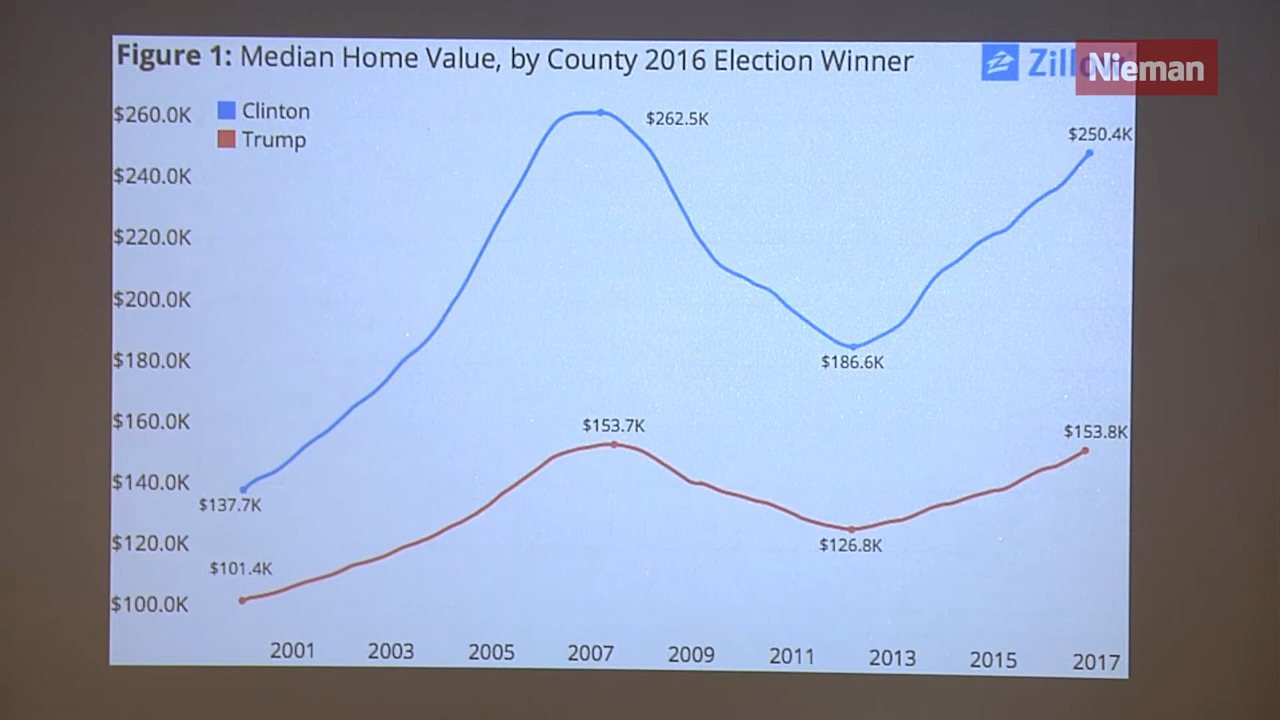 Figure 1: Median Home Value, by County 2016 Election Winner
Nieman
Clinton
Trump
$260.0K
$240.0K
$220.0K
$200.0K
$180.0K
$160.0K
$140.0K
$120.0K
$100.0K
$262.5K
$250.4K
$186.6K
$153.7K
$153.8K
$137.7K
$126.8K
$101.4K
2001 2003 2005 2007 2009 2011 2013 2015 2017